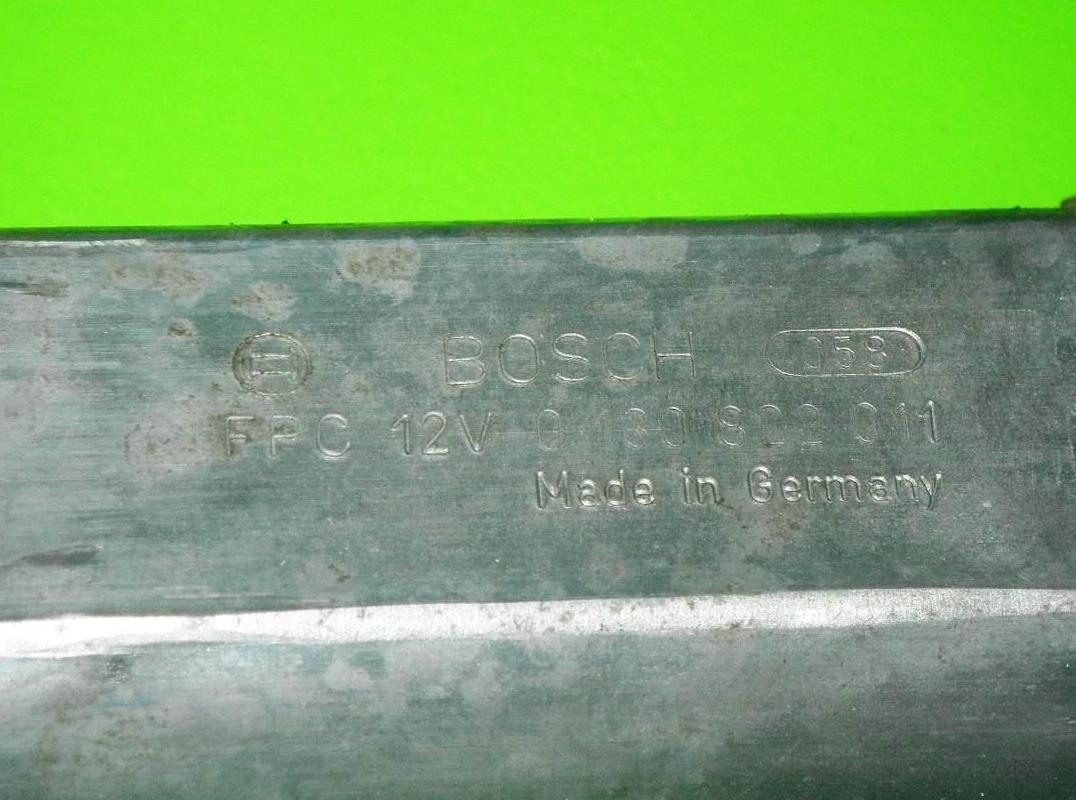 BOSCH 058
FPC 12V 0 130 822 011
Made in Germany